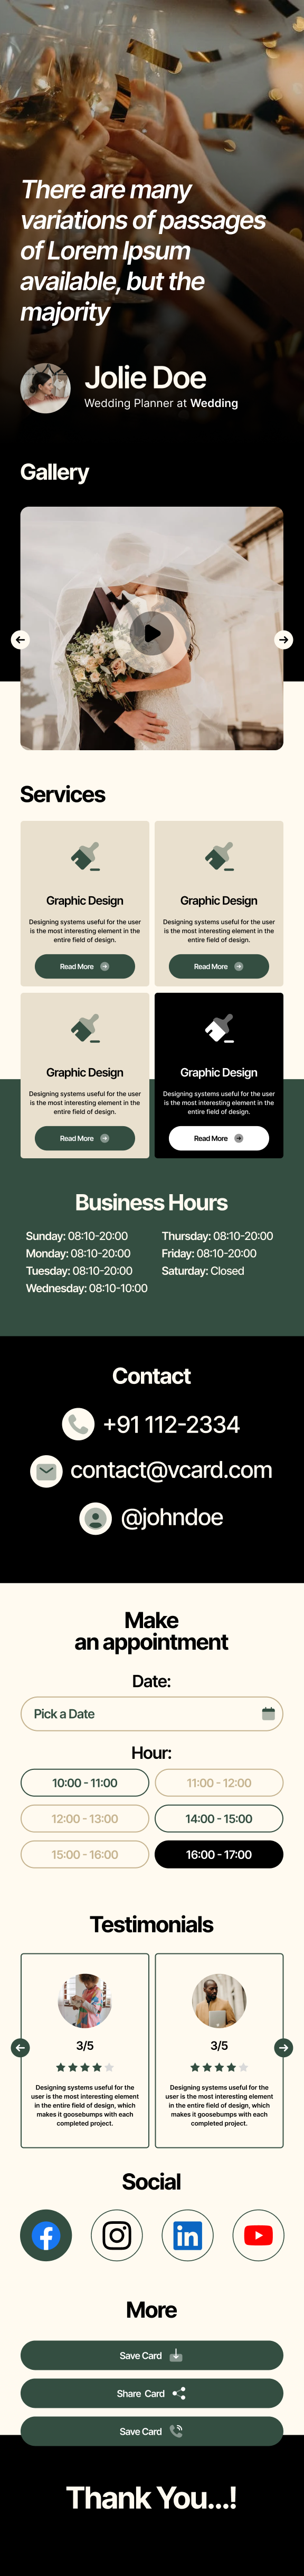 There are many
variations of passages
of Lorem Ipsum
available, but the
majority
Jolie Doe
Wedding Planner at Wedding
Gallery
Services
Graphic Design
Designing systems useful for the user
is the most interesting element in the
entire field of design.
Read More
Graphic Design
Designing systems useful for the user
is the most interesting element in the
entire field of design.
Read More
Graphic Design
Designing systems useful for the user
is the most interesting element in the
entire field of design.
Read More
Graphic Design
Designing systems useful for the user
is the most interesting element in the
entire field of design.
Read More
Business Hours
Sunday: 08:10-20:00
Monday: 08:10-20:00
Tuesday: 08:10-20:00
Wednesday: 08:10-10:00
Thursday: 08:10-20:00
Friday: 08:10-20:00
Saturday: Closed
Contact
+91 112-2334
contact@vcard.com
@johndoe
Make
an appointment
Date:
Pick a Date
Hour:
10:00 - 11:00
11:00 - 12:00
12:00 - 13:00
14:00 - 15:00
15:00 - 16:00
16:00 - 17:00
Testimonials
3/5
Designing systems useful for the
user is the most interesting element
in the entire field of design, which
makes it goosebumps with each
completed project.
3/5
Designing systems useful for the
user is the most interesting element
in the entire field of design, which
makes it goosebumps with each
completed project.
Social
in
More
Save Card
Share Card
Save Card
Thank You...!